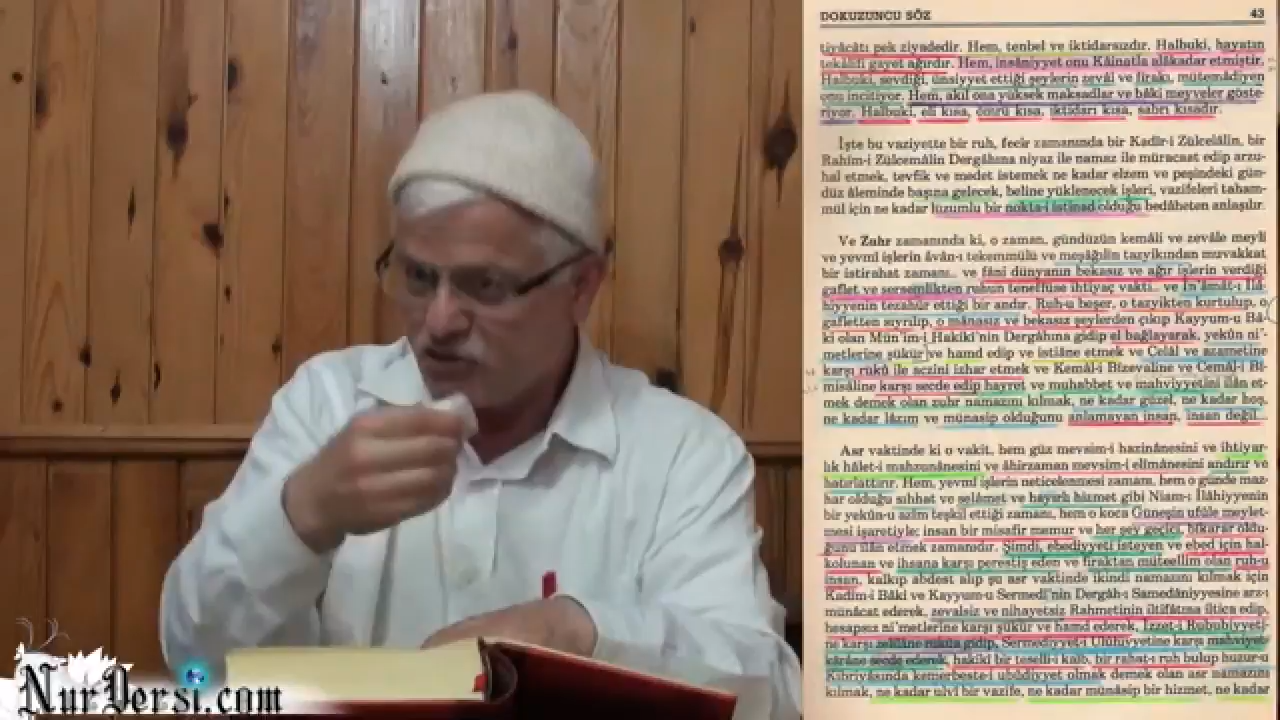 DOKUZUNCU SÖZ 43
tiyâcâtı pek ziyadedir. Hem, tenbel ve iktidarsızdır. Halbuki, hayatın
tekâlifi gayet ağırdır. Hem, insâniyyet onu Kâinatla alâkadar etmiştir.
Halbuki, sevdiği, ünsiyyet ettiği şeylerin zevâl ve firakı, mütemâdiyen
onu incitiyor. Hem, akıl ona yüksek maksadlar ve bâki meyveler göste-
riyor. Halbuki, eli kısa, ömrü kısa, iktidarı kısa, sabrı kısadır.
İşte bu vaziyette bir ruh, fecir zamanında bir Kadîr-i Zülcelâlin, bir
Rahîm-i Zülcemâlin Dergâhına niyaz ile namaz ile müracaat edip arzu-
hal etmek, tevfik ve medet istemek ne kadar elzem ve peşindeki gün-
düz âleminde başına gelecek, beline yüklenecek işleri, vazifeleri taham-
mül için ne kadar lüzumlu bir nokta-i istinad olduğu bedâheten anlaşılır.
Ve Zuhr zamanında ki, o zaman, gündüzün kemâli ve zevâle meyli
ve yevmî işlerin âvân-ı tekemmülü ve meşâğılin tazyikından muvakkat
bir istirahat zamanı.. ve fâni dünyanın bekasız ve ağır işlerin verdiği
gaflet ve sersemlikten ruhun teneffüse ihtiyaç vakti.. ve İn'âmât-ı İlâ-
hiyyenin tezahür ettiği bir andır. Ruh-u beşer, o tazyikten kurtulup, o
gafletten sıyrılıp, o mânasız ve bekasız şeylerden çıkıp Kayyum-u Bâ-
kî olan Mün'im-i Hakikî'nin Dergâhına gidip el bağlayarak, yekûn ni'-
metlerine şükür ve hamd edip ve istiâne etmek ve Celâl ve azametine
karşı rükû ile aczini izhar etmek ve Kemâl-i Bîzevaline ve Cemâl-i Bî-
misâline karşı secde edip hayret ve muhabbet ve mahviyyetini ilân et-
mek demek olan zuhr namazını kılmak, ne kadar güzel, ne kadar hoş,
ne kadar lâzım ve münasip olduğunu anlamayan insan, insan değil...
Asr vaktinde ki o vakit, hem güz mevsim-i hazinânesini ve ihtiyar-
lık hâlet-i mahzunânesini ve âhirzaman mevsim-i elîmânesini andırır ve
hatırlattırır. Hem, yevmî işlerin neticelenmesi zamanı, hem o günde maz-
har olduğu sıhhat ve selâmet ve hayırlı hizmet gibi Niam-ı İlâhiyyenin
bir yekûn-u azîm teşkil ettiği zamanı, hem o koca Güneşin ufûle meylet-
mesi işaretiyle; insan bir misafir memur ve her şey geçici, bîkarar oldu-
ğunu ilân etmek zamanıdır. Şimdi, ebediyyeti isteyen ve ebed için hal-
kolunan ve ihsana karşı perestiş eden ve firaktan müteellim olan ruh-u
insan, kalkıp abdest alıp şu asr vaktinde ikindi namazını kılmak için
Kadîm-i Bâki ve Kayyum-u Sermedî'nin Dergâh-ı Samedâniyyesine arz-ı
münâcat ederek, zevalsiz ve nihayetsiz Rahmetinin iltifâtına iltica edip,
hesapsız ni'metlerine karşı şükür ve hamd ederek, İzzet-i Rububiyyeti-
ne karşı zelilâne rükûa gidip, Sermediyyet-i Ulûhiyyetine karşı mahviyet-
kârâne secde ederek, hakikî bir teselli-i kalb, bir rahat-ı ruh bulup huzur-u
Kibriyâsında kemerbeste-i ubûdiyyet olmak demek olan asr namazını
kılmak, ne kadar ulvî bir vazife, ne kadar münâsip bir hizmet, ne kadar
NurDersi.com